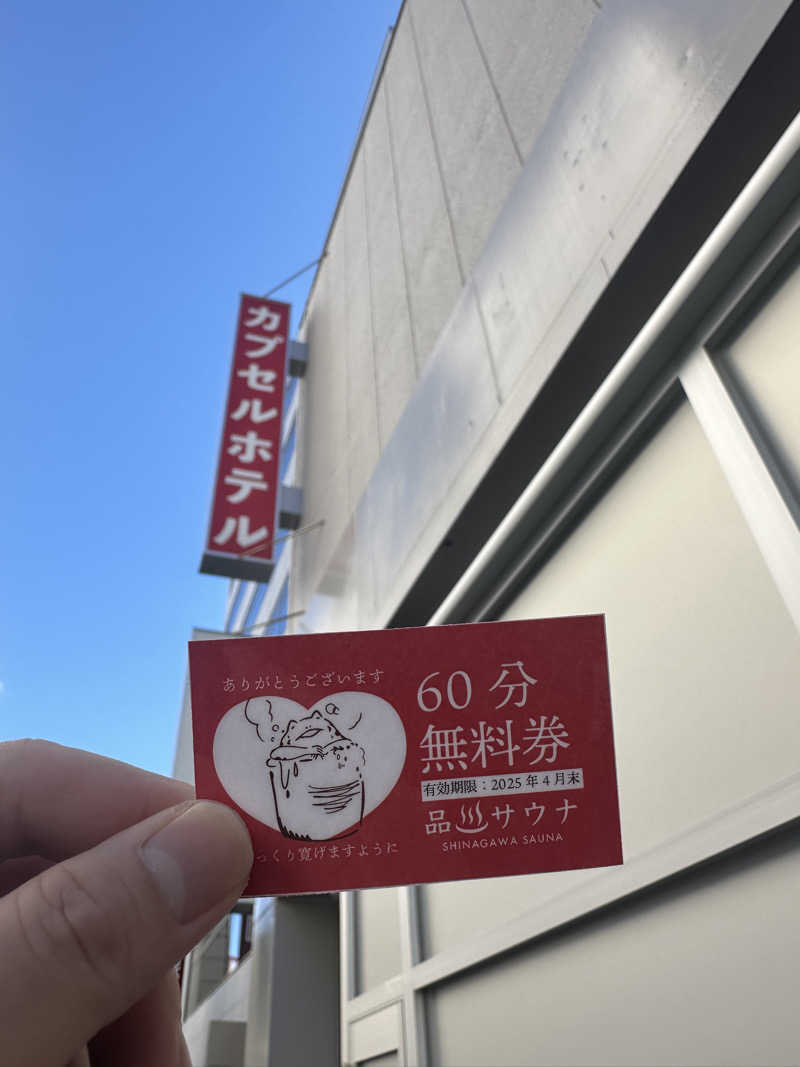 カプセルホテル
ありがとうございます
60分
無料券
有効期限：2025年4月末
品♨サウナ
SHINAGAWA SAUNA
っくり寛げますように